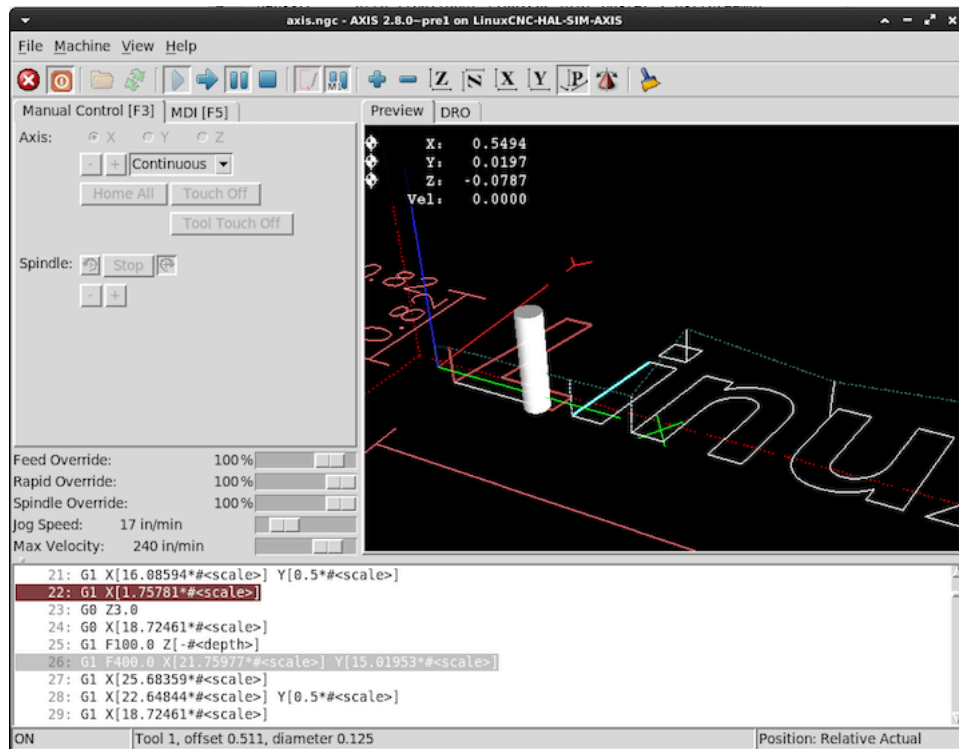 axis.ngc - AXIS 2.8.0~pre1 on LinuxCNC-HAL-SIM-AXIS
File Machine View Help
Z N X Y P
Manual Control [F3] MDI [F5]
Preview DRO
Axis: X Y Z
- + Continuous
Home All Touch Off
Tool Touch Off
Spindle: Stop
- +
X: 0.5494
Y: 0.0197
Z: -0.0787
Vel: 0.0000
Y
X
Linu
Feed Override: 100%
Rapid Override: 100%
Spindle Override: 100%
Jog Speed: 17 in/min
Max Velocity: 240 in/min
21: G1 X[16.08594*#<scale>] Y[0.5*#<scale>]
22: G1 X[1.75781*#<scale>]
23: G0 Z3.0
24: G0 X[18.72461*#<scale>]
25: G1 F100.0 Z[-#<depth>]
26: G1 F400.0 X[21.75977*#<scale>] Y[15.01953*#<scale>]
27: G1 X[25.68359*#<scale>]
28: G1 X[22.64844*#<scale>] Y[0.5*#<scale>]
29: G1 X[18.72461*#<scale>]
ON Tool 1, offset 0.511, diameter 0.125 Position: Relative Actual